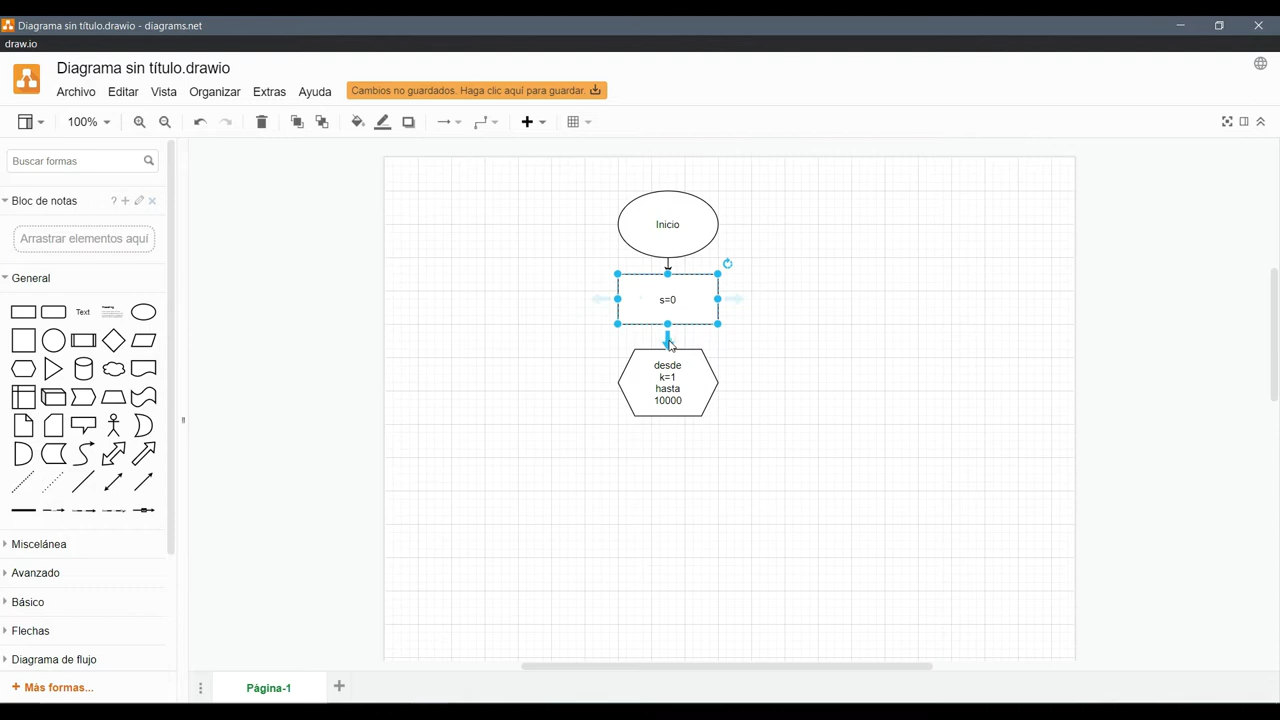 Diagrama sin título.drawio - diagrams.net
draw.io
Diagrama sin título.drawio
Archivo Editar Vista Organizar Extras Ayuda
Cambios no guardados. Haga clic aquí para guardar.
100%
Buscar formas
Bloc de notas
?
Arrastrar elementos aquí
General
Text
Heading
Misceláneа
Avanzado
Básico
Flechas
Diagrama de flujo
+ Más formas...
Inicio
s=0
desde
k=1
hasta
10000
Página-1